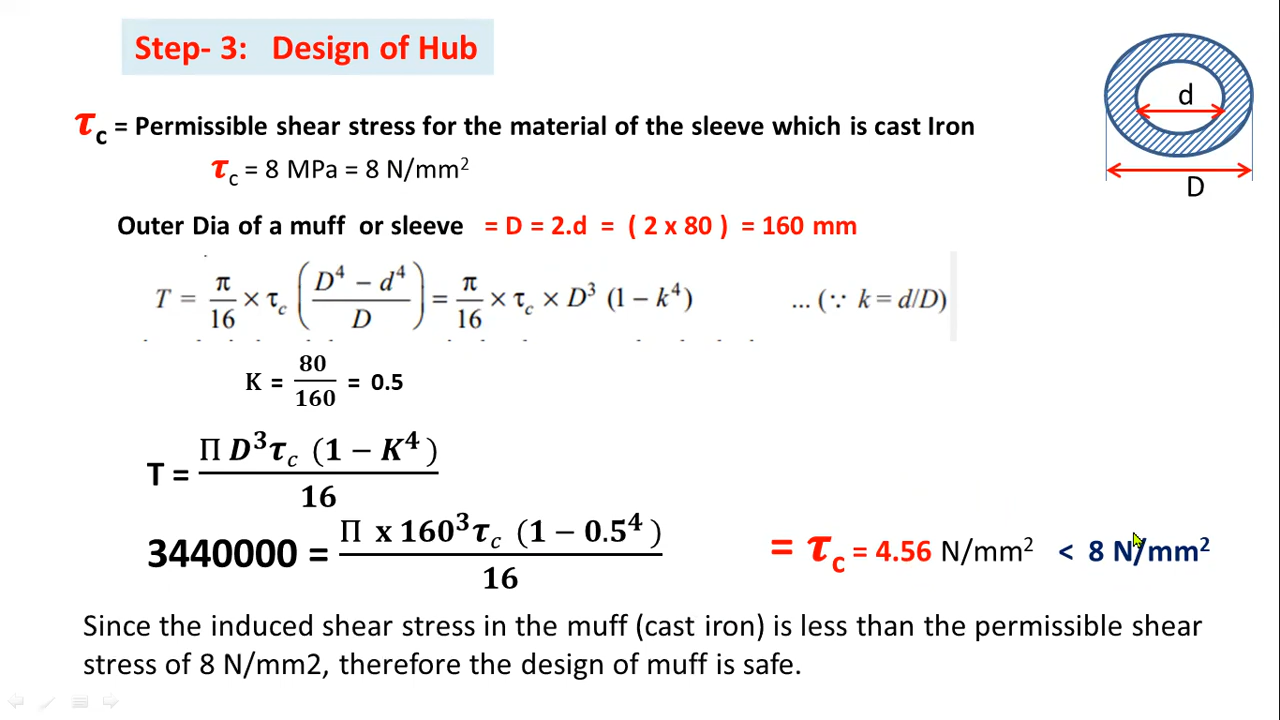 Step- 3: Design of Hub
d
D
τc = Permissible shear stress for the material of the sleeve which is cast Iron
τc = 8 MPa = 8 N/mm²
Outer Dia of a muff or sleeve = D = 2.d = ( 2 x 80 ) = 160 mm
T = π/16 × τc ( (D⁴ – d⁴)/D ) = π/16 × τc × D³ (1 – k⁴) ... (∵ k = d/D)
K = 80/160 = 0.5
T = Π D³τc (1 − K⁴) / 16
3440000 = Π x 160³τc (1 − 0.5⁴ ) / 16 = τc = 4.56 N/mm² < 8 N/mm²
Since the induced shear stress in the muff (cast iron) is less than the permissible shear
stress of 8 N/mm2, therefore the design of muff is safe.